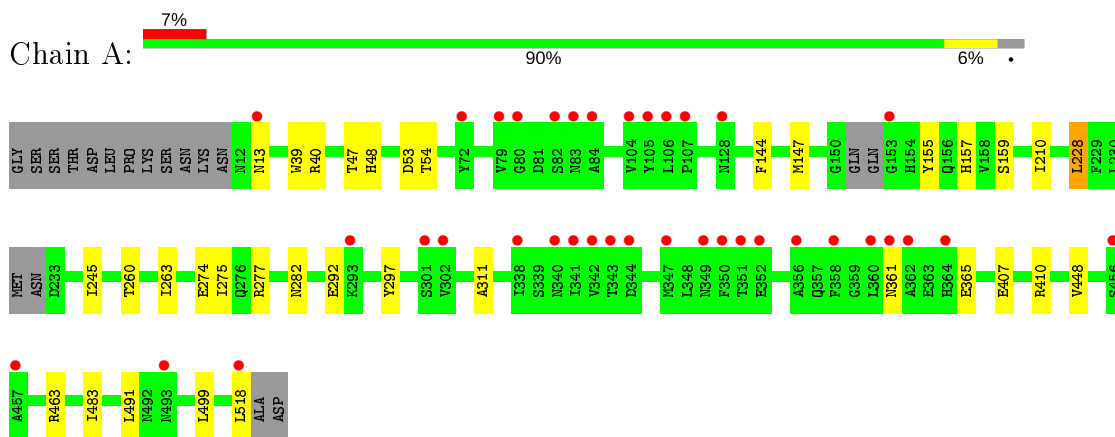 7%
Chain A:
90% 6% •
GLY SER SER THR ASP LEU PRO LYS SER ASN LYS ASN N12 N13 W39 R40 T47 H48 D53 T54 Y72 V79 G80 D81 S82 N83 A84 V104 Y105 L106 P107 N128 F144 M147 G150 GLN GLN G153 H154 Y155 Q156 H157 V158 S159 I210 L228 F229 L230
MET ASN D233 I245 T260 I263 E274 I275 Q276 R277 N282 E292 K293 Y297 S301 V302 A311 I338 S339 N340 I341 V342 T343 D344 M347 L348 N349 F350 T351 E352 A356 Q357 F358 G359 L360 N361 A362 E363 H364 E365 E407 R410 V448 S456
A457 R463 I483 L491 N492 N493 L499 L518 ALA ASP